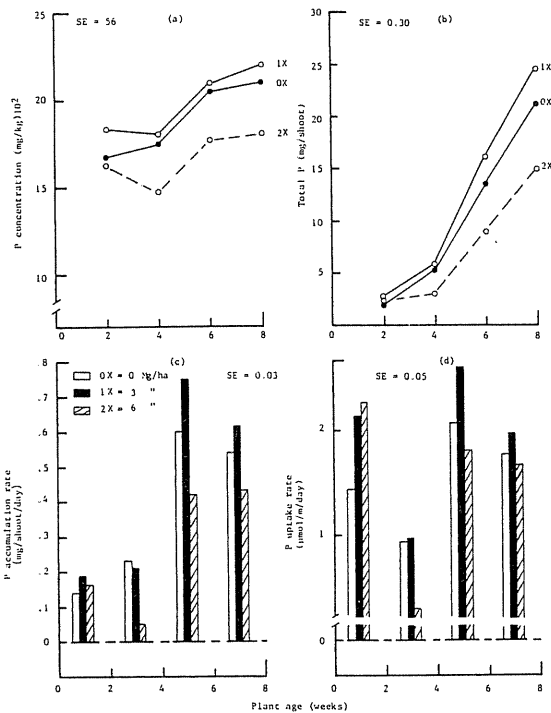 SE = 56
(a)
25
20
15
10
P concentration (mg/kg)10²
1X
0X
2X
0
2
4
6
8
SE = 0.30
(b)
30
25
20
15
10
5
Total P (mg/shoot)
1X
0X
2X
0
2
4
6
8
(c)
SE = 0.03
0X = 0 Mg/ha
1X = 3 "
2X = 6 "
.8
.7
.6
.5
.4
.3
.2
.1
0
P accumulation rate
(mg/shoot/day)
0
2
4
6
8
(d)
SE = 0.05
2
1
0
P uptake rate
(μmol/m/day)
0
2
4
6
8
Plant age (weeks)